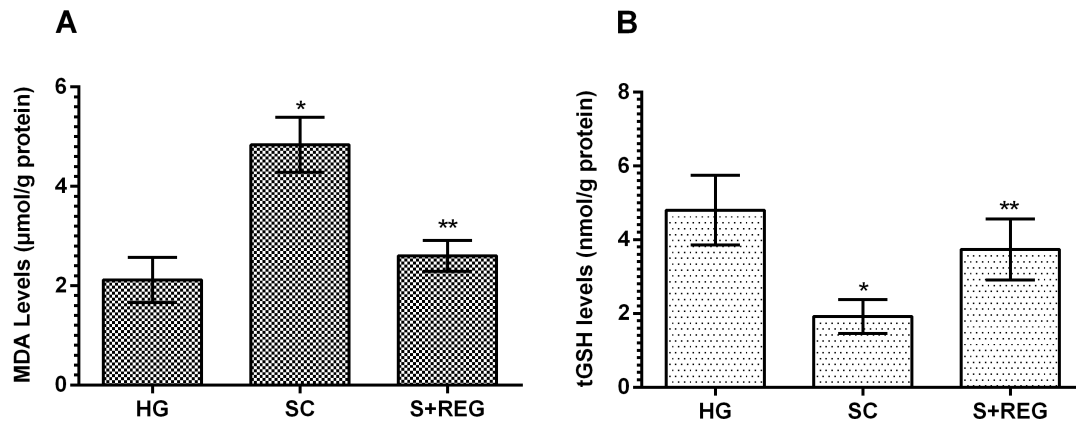 A
MDA Levels (μmol/g protein)
6
4
2
0
*
**
HG
SC
S+REG
B
tGSH levels (nmol/g protein)
8
6
4
2
0
*
**
HG
SC
S+REG